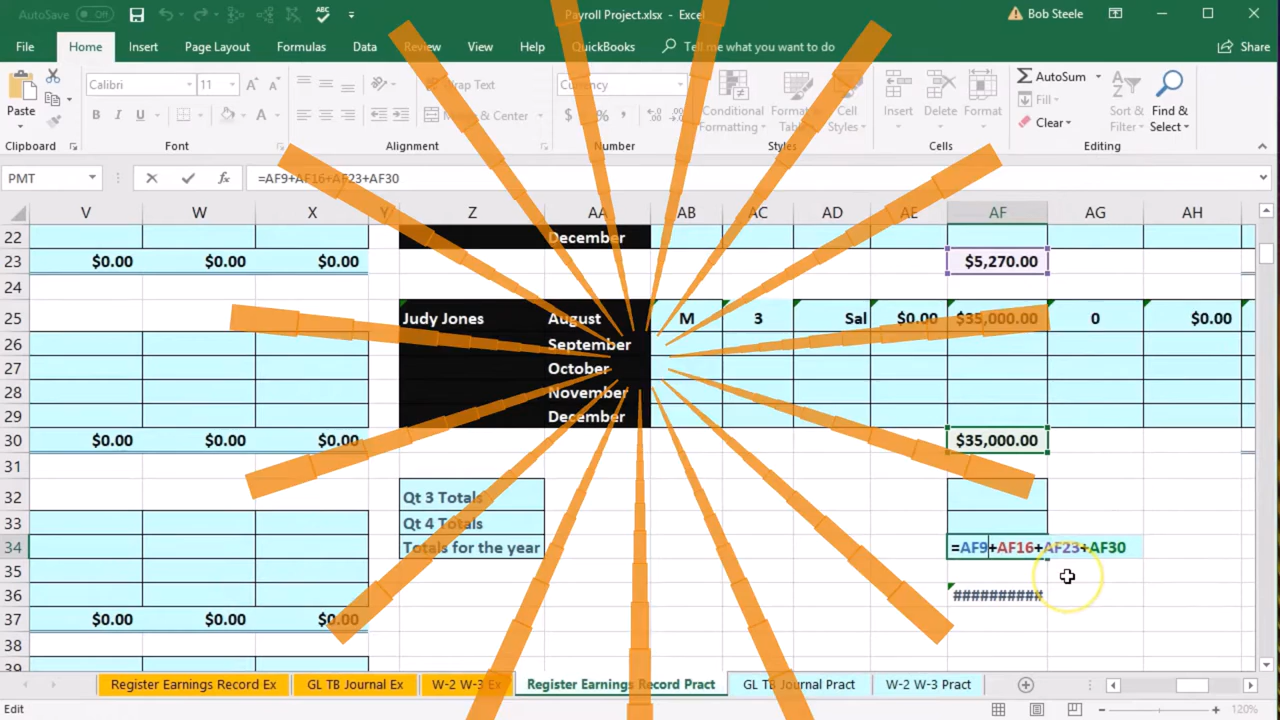 AutoSave Off ABC Payroll Project.xlsx - Excel Bob Steele
File Home Insert Page Layout Formulas Data Review View Help QuickBooks Tell me what you want to do Share
Calibri 11 Wrap Text Currency AutoSum
Paste Conditional Format Cell Insert Delete Format Fill Sort & Find &
B I U A Merge & Center $ % , Formatting Table Styles Clear Filter Select
Clipboard Font Alignment Number Styles Cells Editing
PMT fx =AF9+AF16+AF23+AF30
V W X Y Z AA AB AC AD AE AF AG AH
22 December
23 $0.00 $0.00 $0.00 $5,270.00
24
25 Judy Jones August M 3 Sal $0.00 $35,000.00 0 $0.00
26 September
27 October
28 November
29 December
30 $0.00 $0.00 $0.00 $35,000.00
31
32 Qt 3 Totals
33 Qt 4 Totals
34 Totals for the year =AF9+AF16+AF23+AF30
35
36 ##########
37 $0.00 $0.00 $0.00
38
39
Register Earnings Record Ex GL TB Journal Ex W-2 W-3 Ex Register Earnings Record Pract GL TB Journal Pract W-2 W-3 Pract
Edit 120%